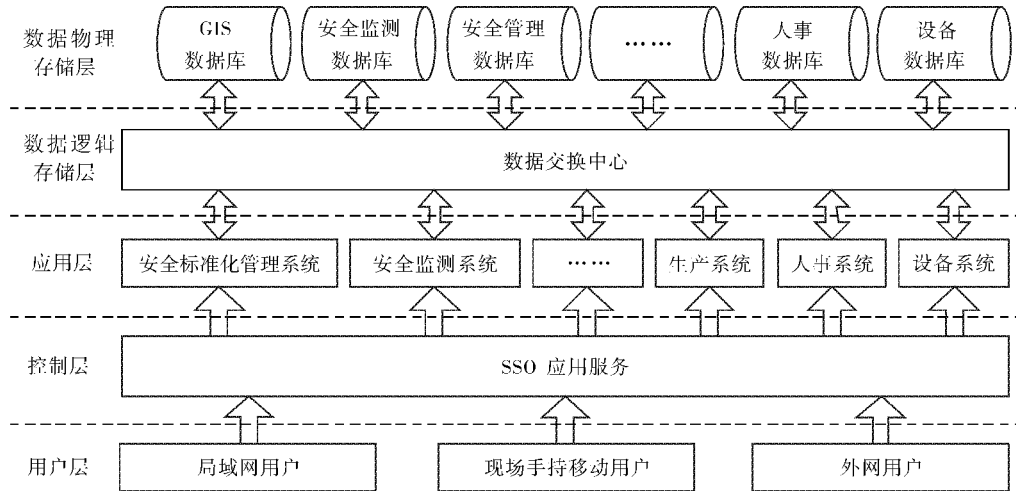 数据物理
存储层
GIS
数据库
安全监测
数据库
安全管理
数据库
……
人事
数据库
设备
数据库
数据逻辑
存储层
数据交换中心
应用层
安全标准化管理系统
安全监测系统
……
生产系统
人事系统
设备系统
控制层
SSO 应用服务
用户层
局域网用户
现场手持移动用户
外网用户